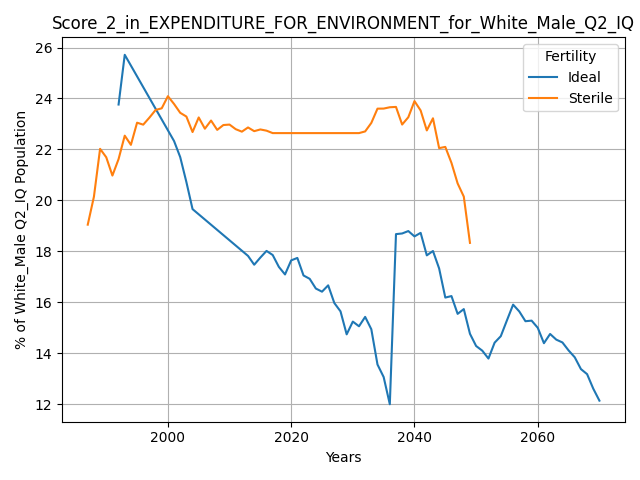 Score_2_in_EXPENDITURE_FOR_ENVIRONMENT_for_White_Male_Q2_IQ
Fertility
Ideal
Sterile
% of White_Male Q2_IQ Population
26
24
22
20
18
16
14
12
2000
2020
2040
2060
Years